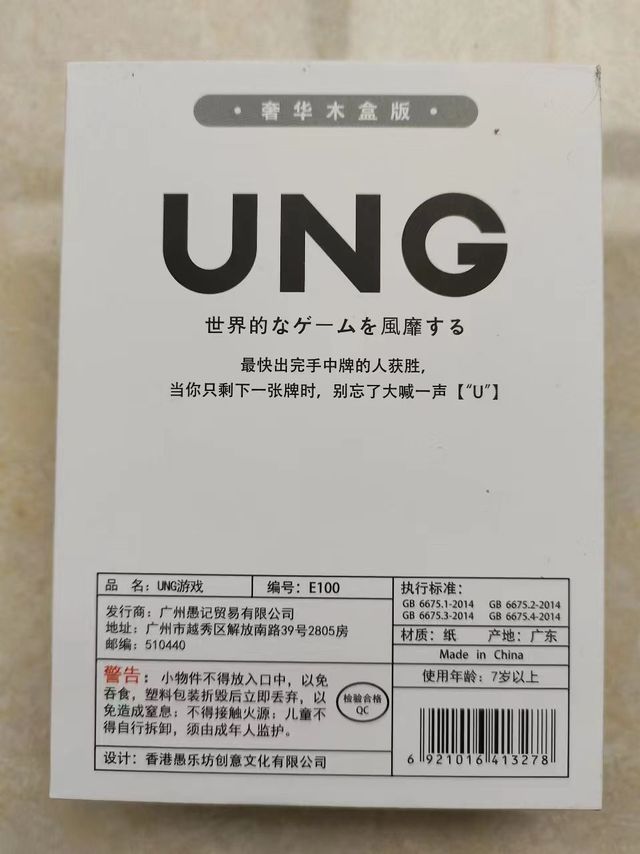 · 奢华木盒版 ·
UNG
世界的なゲームを風靡する
最快出完手中牌的人获胜,
当你只剩下一张牌时, 别忘了大喊一声【“U”】
品 名: UNG游戏
编号: E100
发行商: 广州愚记贸易有限公司
地址: 广州市越秀区解放南路39号2805房
邮编: 510440
执行标准:
GB 6675.1-2014 GB 6675.2-2014
GB 6675.3-2014 GB 6675.4-2014
材质: 纸 产地: 广东
Made in China
使用年龄: 7岁以上
警告: 小物件不得放入口中, 以免
吞食, 塑料包装折毁后立即丢弃, 以
免造成窒息; 不得接触火源; 儿童不
得自行拆卸, 须由成年人监护。
检验合格
QC
设计: 香港愚乐坊创意文化有限公司
6 921016 413278